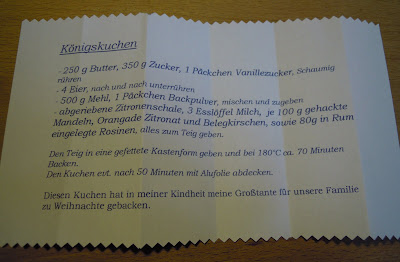 Königskuchen
- 250 g Butter, 350 g Zucker, 1 Päckchen Vanillezucker, Schaumig
rühren
- 4 Eier, nach und nach unterrühren
- 500 g Mehl, 1 Päckchen Backpulver, mischen und zugeben
- abgeriebene Zitronenschale, 3 Esslöffel Milch, je 100 g gehackte
Mandeln, Orangade Zitronat und Belegkirschen, sowie 80g in Rum
eingelegte Rosinen, alles zum Teig geben.
Den Teig in eine gefettete Kastenform geben und bei 180°C ca. 70 Minuten
Backen.
Den Kuchen evt. nach 50 Minuten mit Alufolie abdecken.
Diesen Kuchen hat in meiner Kindheit meine Großtante für unsere Familie
zu Weihnachte gebacken.